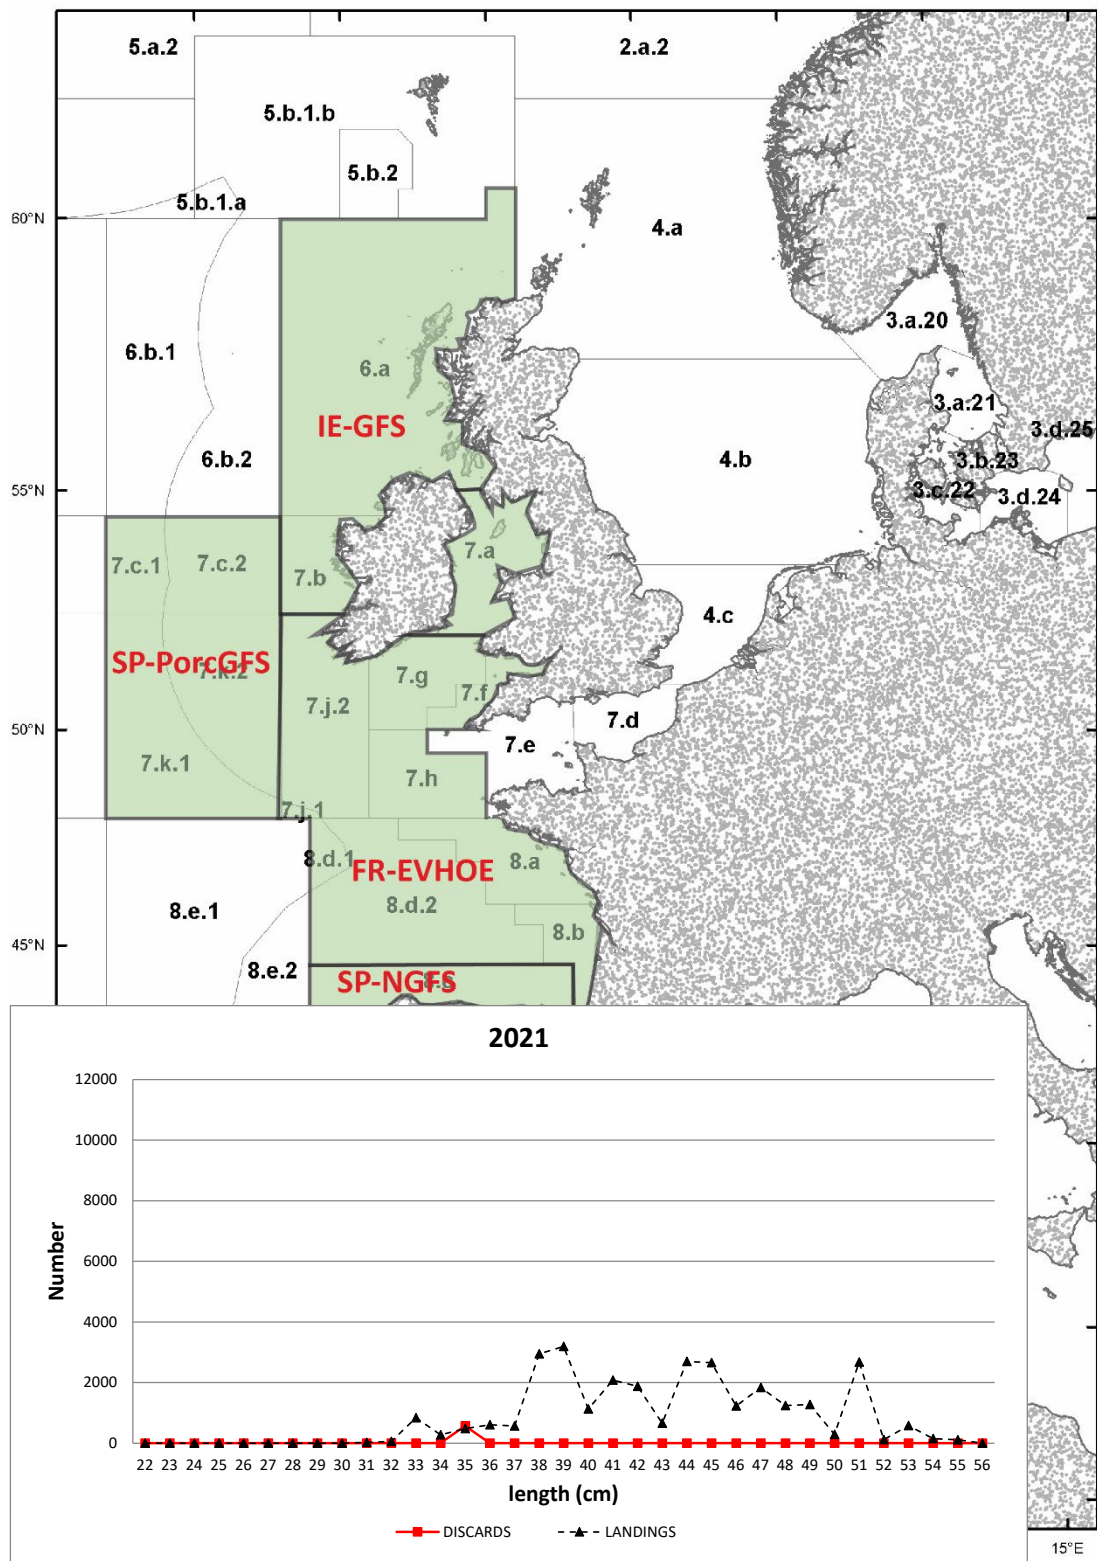 5.a.2
2.a.2
5.b.1.b
5.b.2
5.b.1.a
60°N
4.a
3.a.20
6.b.1
6.a
3.a.21
IE-GFS
3.d.25
6.b.2
4.b
3.b.23
55°N
3.c.22
3.d.24
7.a
7.c.1
7.c.2
7.b
4.c
SP-PorcGFS
7.k.2
7.g
7.f
7.j.2
7.d
50°N
7.e
7.k.1
7.h
7.j.1
8.d.1
8.a
FR-EVHOE
8.e.1
8.d.2
8.b
45°N
8.e.2
SP-NGFS
2021
12000
10000
8000
6000
4000
2000
0
Number
22 23 24 25 26 27 28 29 30 31 32 33 34 35 36 37 38 39 40 41 42 43 44 45 46 47 48 49 50 51 52 53 54 55 56
length (cm)
DISCARDS LANDINGS
15°E